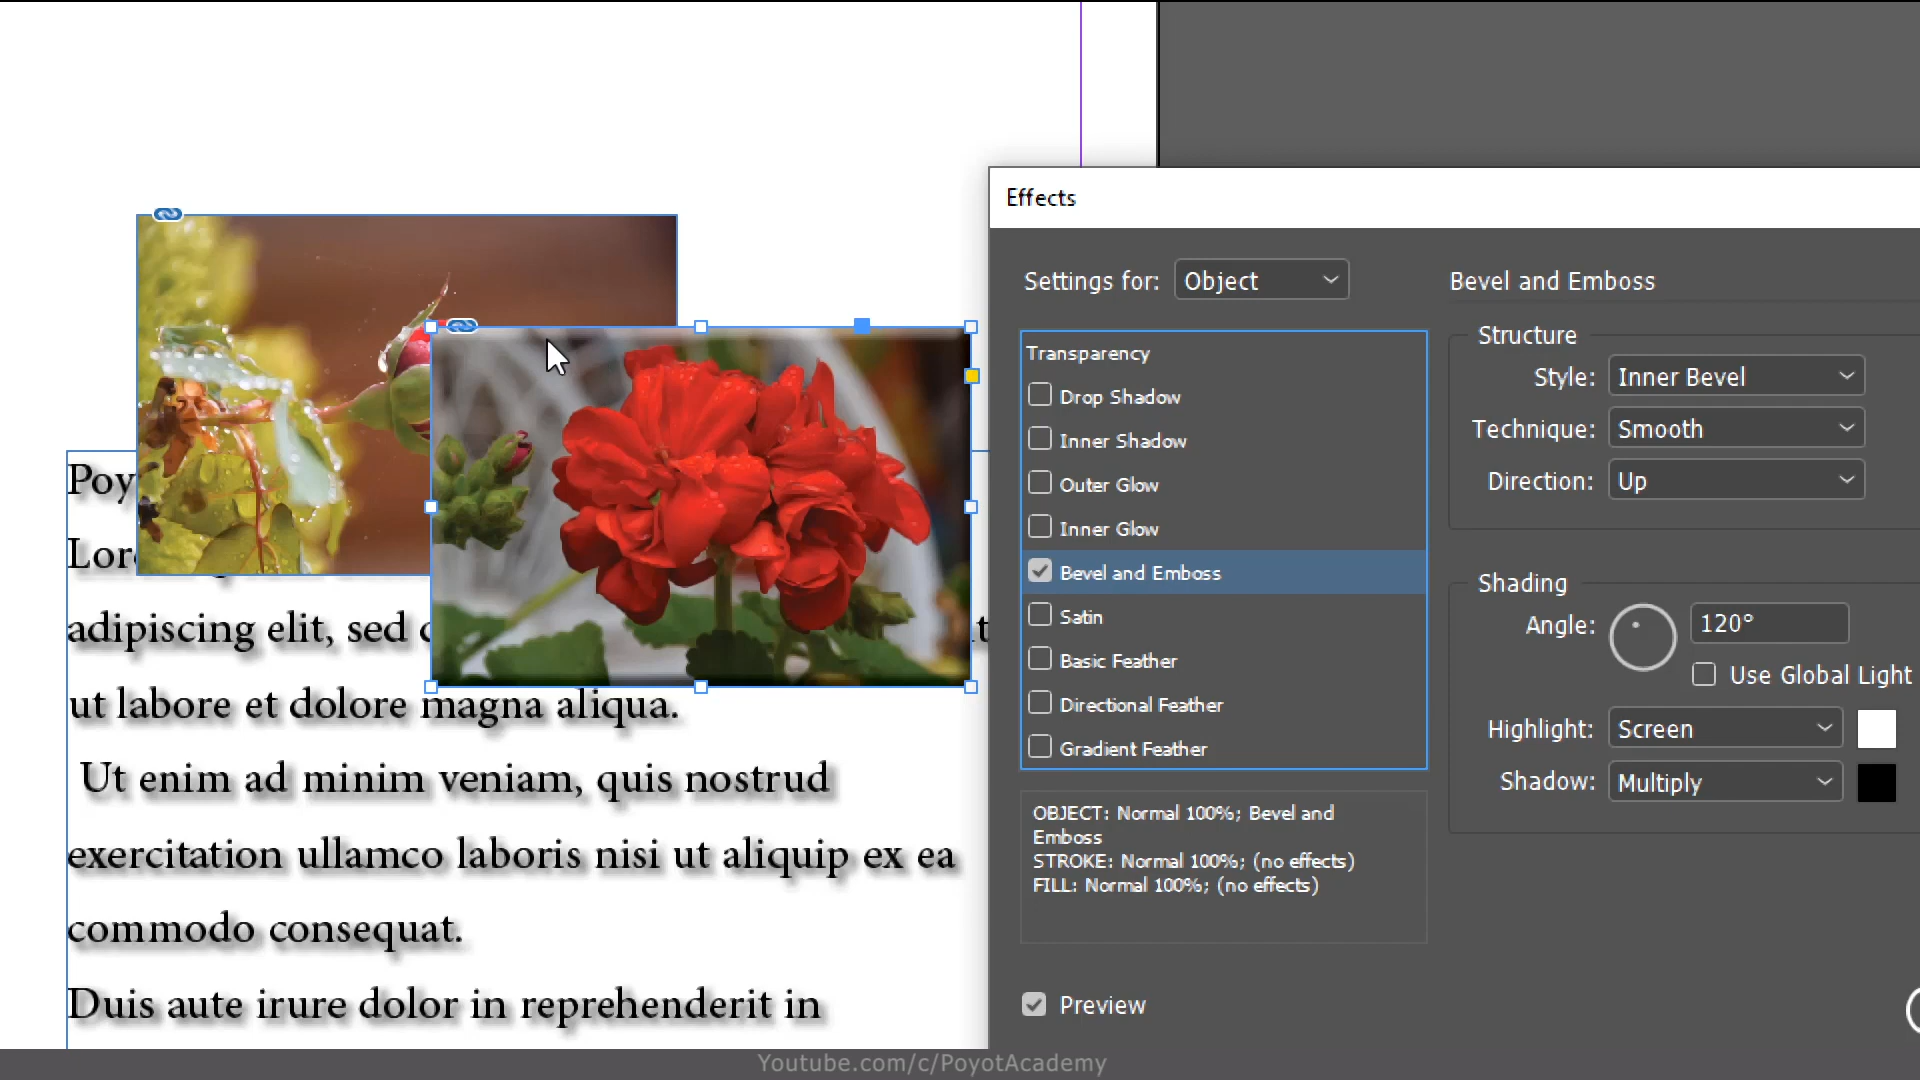 Effects
Settings for: Object
Transparency
Drop Shadow
Inner Shadow
Outer Glow
Inner Glow
Bevel and Emboss
Satin
Basic Feather
Directional Feather
Gradient Feather
OBJECT: Normal 100%; Bevel and
Emboss
STROKE: Normal 100%; (no effects)
FILL: Normal 100%; (no effects)
Preview
Bevel and Emboss
Structure
Style: Inner Bevel
Technique: Smooth
Direction: Up
Shading
Angle: 120°
Use Global Light
Highlight: Screen
Shadow: Multiply
Poy
Lor
adipiscing elit, sed
ut labore et dolore magna aliqua.
Ut enim ad minim veniam, quis nostrud
exercitation ullamco laboris nisi ut aliquip ex ea
commodo consequat.
Duis aute irure dolor in reprehenderit in
Youtube.com/c/PoyotAcademy